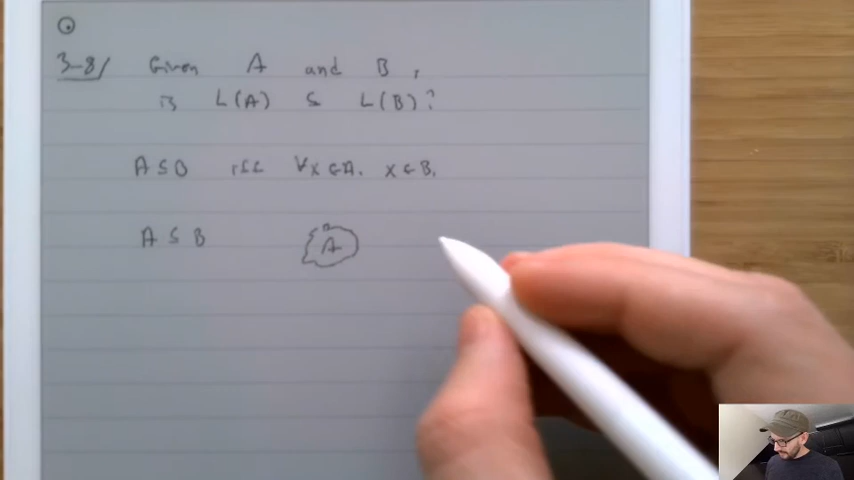 3-8/ Given A and B,
is L(A) ⊆ L(B)?
A ⊆ B iff ∀x∈A. x∈B.
A ⊆ B
B
A